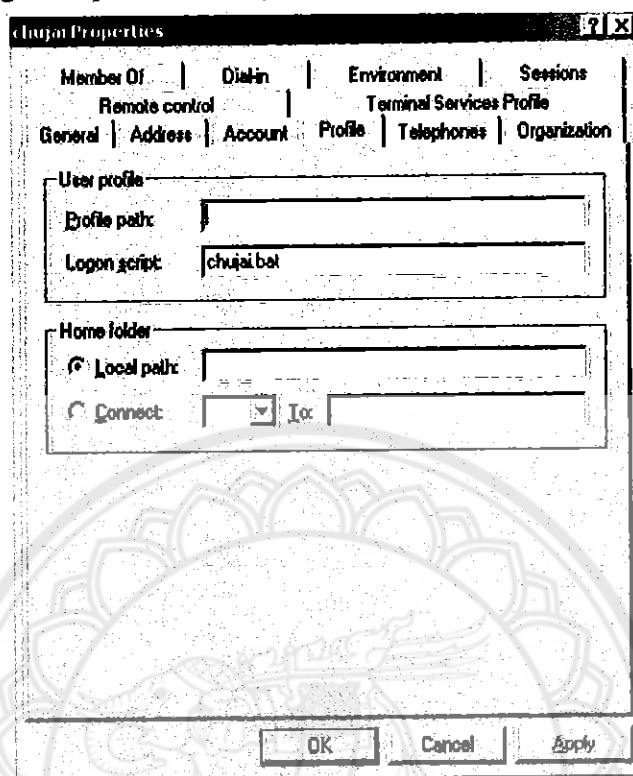 chujai Properties
Member Of Dial-in Environment Sessions
Remote control Terminal Services Profile
General Address Account Profile Telephones Organization
User profile
Profile path:
Logon script: chujai.bat
Home folder
Local path:
Connect: To:
OK Cancel Apply